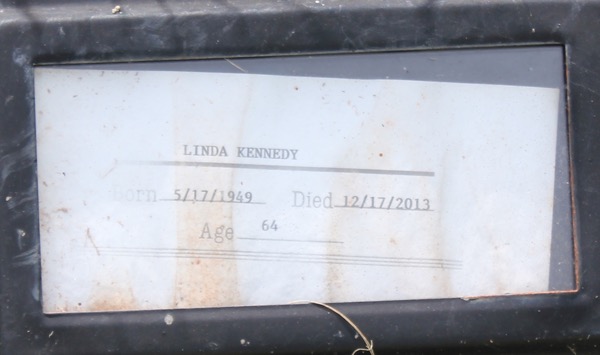 LINDA KENNEDY
Born 5/17/1949 Died 12/17/2013
Age 64